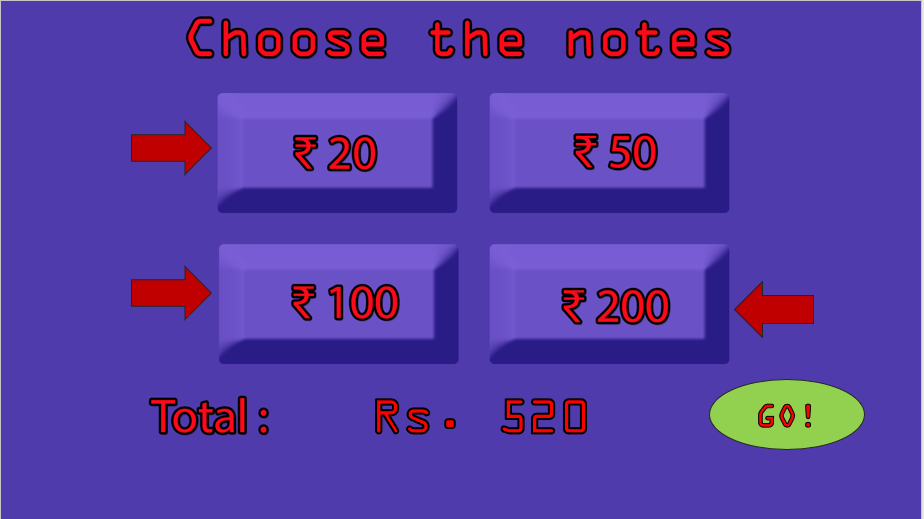 Choose the notes
₹ 20
₹ 50
₹ 100
₹ 200
Total : Rs. 520
GO!